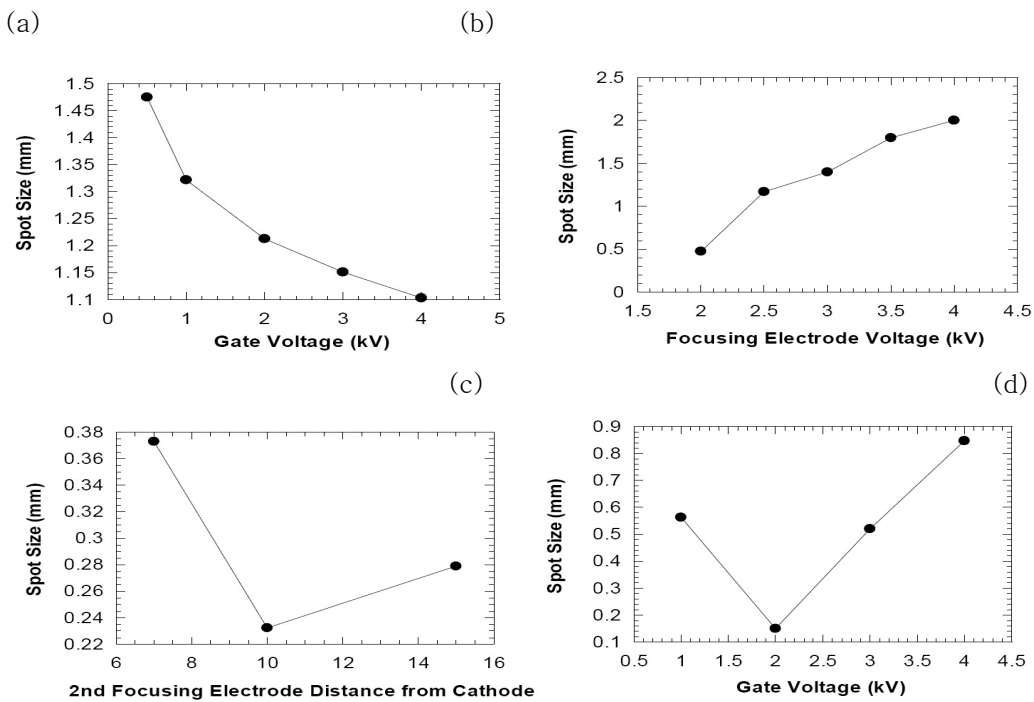 (a)
1.5
1.45
1.4
1.35
1.3
1.25
1.2
1.15
1.1
Spot Size (mm)
0 1 2 3 4 5
Gate Voltage (kV)
(b)
2.5
2
1.5
1
0.5
0
Spot Size (mm)
1.5 2 2.5 3 3.5 4 4.5
Focusing Electrode Voltage (kV)
(c)
0.38
0.36
0.34
0.32
0.3
0.28
0.26
0.24
0.22
Spot Size (mm)
6 8 10 12 14 16
2nd Focusing Electrode Distance from Cathode
(d)
0.9
0.8
0.7
0.6
0.5
0.4
0.3
0.2
0.1
Spot Size (mm)
0.5 1 1.5 2 2.5 3 3.5 4 4.5
Gate Voltage (kV)